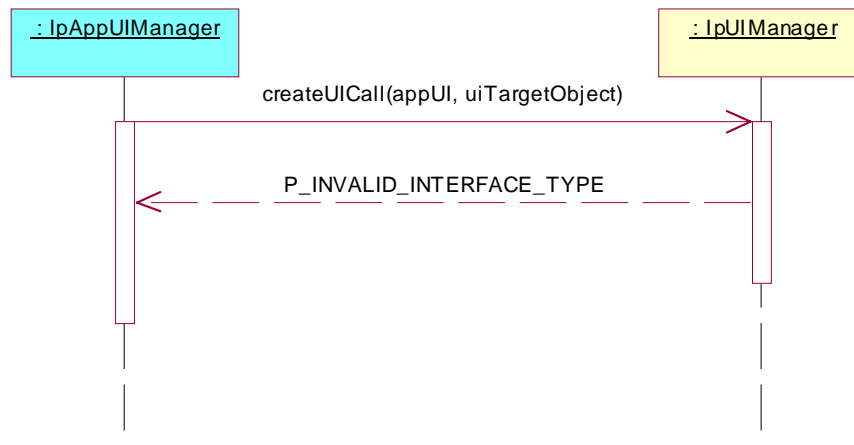 : IpAppUIManager
: IpUIManager
createUICall(appUI, uiTargetObject)
P_INVALID_INTERFACE_TYPE